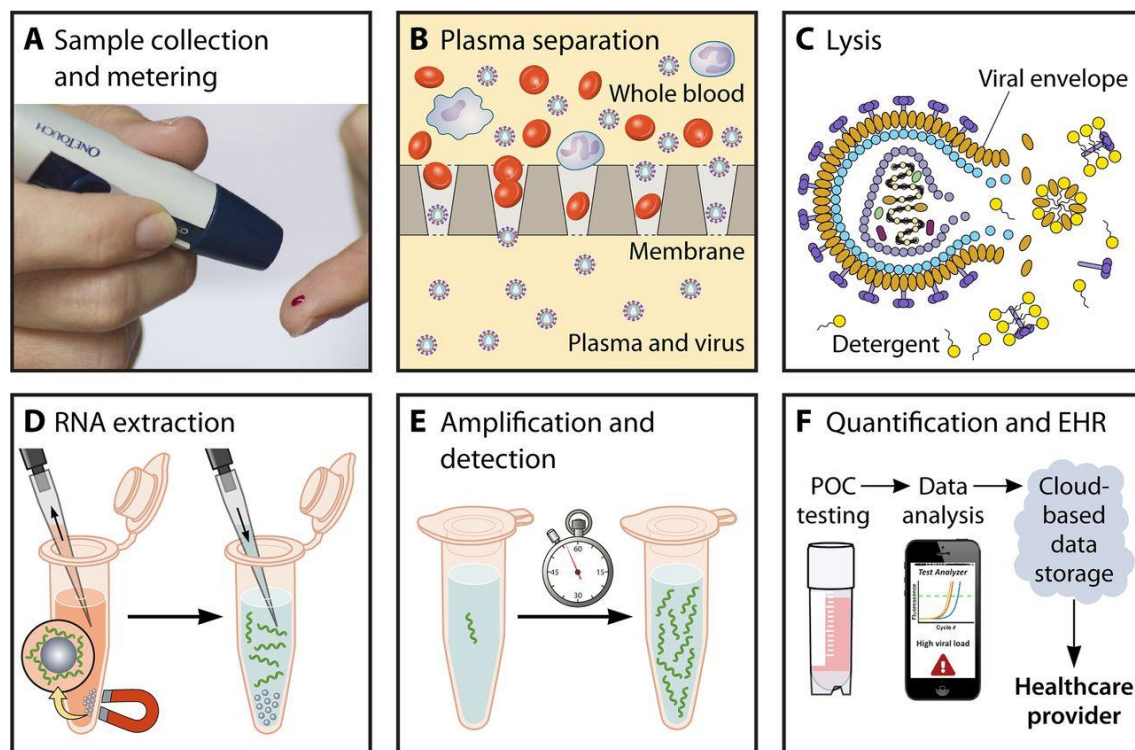 A Sample collection
and metering
ONETOUCH
B Plasma separation
Whole blood
Membrane
Plasma and virus
C Lysis
Viral envelope
Detergent
D RNA extraction
E Amplification and
detection
60
45
15
30
F Quantification and EHR
POC
testing
Data
analysis
Cloud-
based
data
storage
Test Analyzer
Fluorescence
Cycle #
High viral load
!
Healthcare
provider